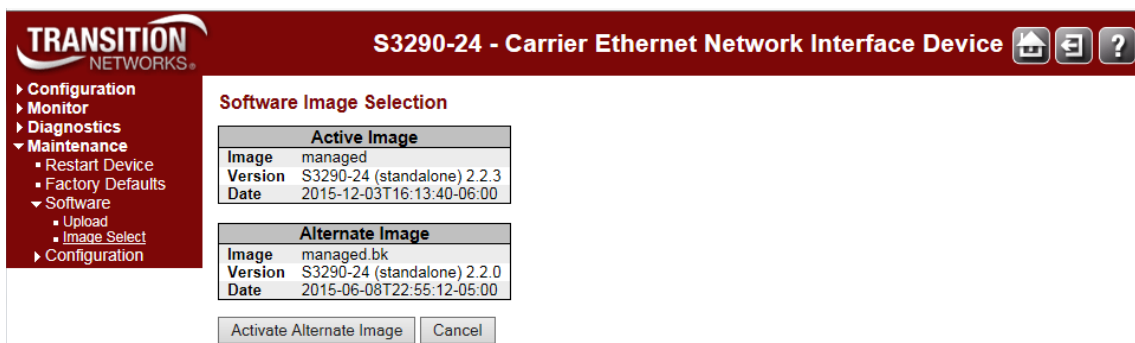 TRANSITION
NETWORKS®
S3290-24 - Carrier Ethernet Network Interface Device
?
Configuration
Monitor
Diagnostics
Maintenance
Restart Device
Factory Defaults
Software
Upload
Image Select
Configuration
Software Image Selection
Active Image
Image managed
Version S3290-24 (standalone) 2.2.3
Date 2015-12-03T16:13:40-06:00
Alternate Image
Image managed.bk
Version S3290-24 (standalone) 2.2.0
Date 2015-06-08T22:55:12-05:00
Activate Alternate Image Cancel